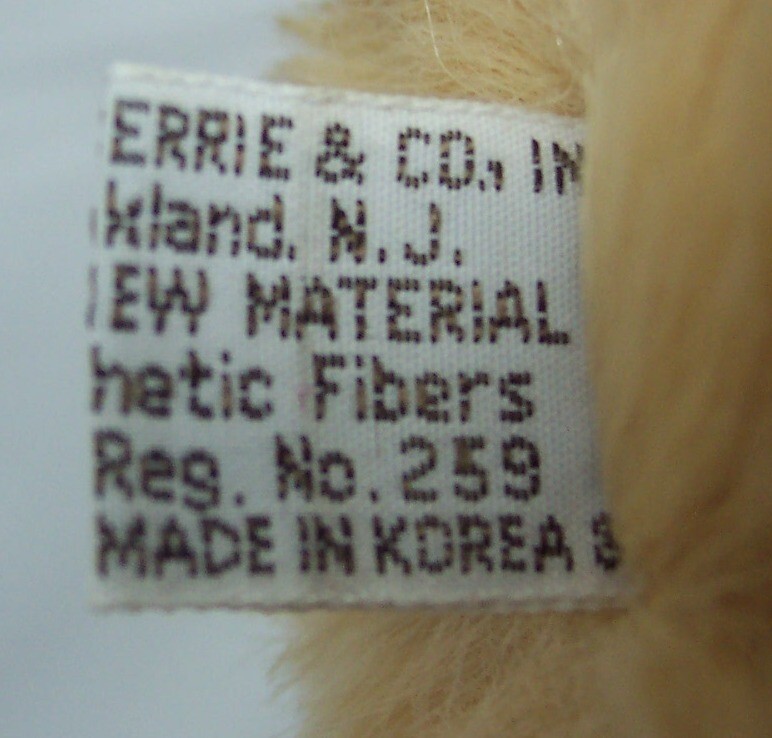 ERRIE & CO., IN
kland, N.J.
EW MATERIAL
hetic Fibers
Reg. No. 259
MADE IN KOREA &